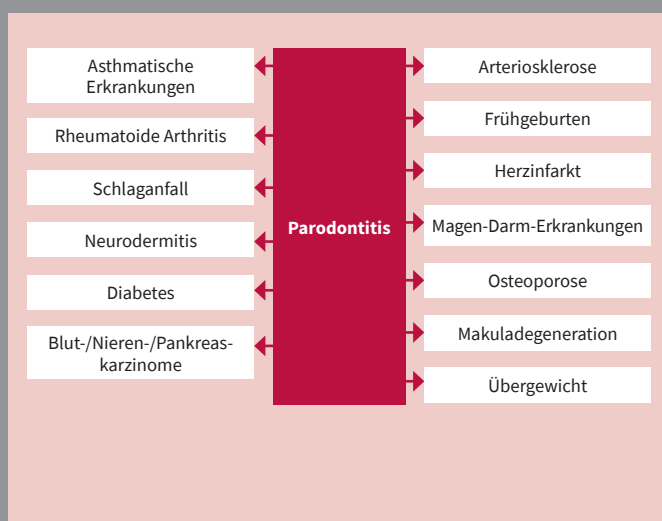 Asthmatische
Erkrankungen
Rheumatoide Arthritis
Schlaganfall
Neurodermitis
Diabetes
Blut-/Nieren-/Pankreas-
karzinome
Parodontitis
Arteriosklerose
Frühgeburten
Herzinfarkt
Magen-Darm-Erkrankungen
Osteoporose
Makuladegeneration
Übergewicht